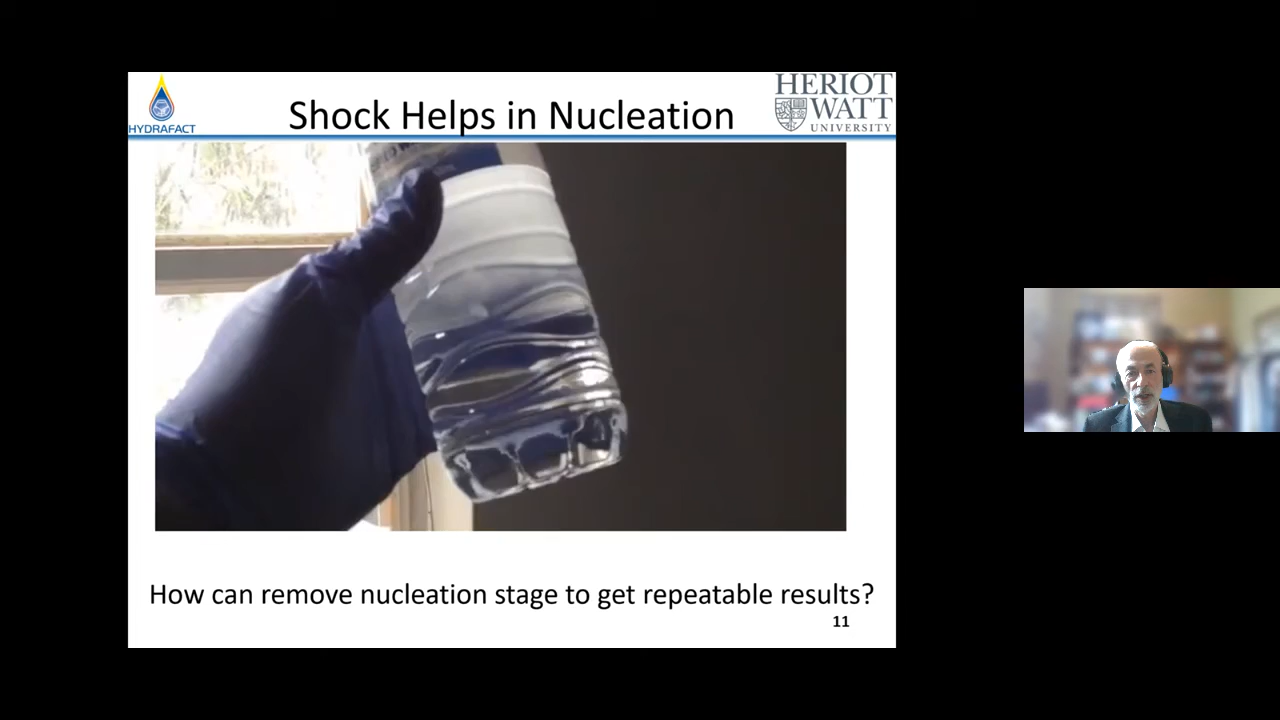 HYDRAFACT
Shock Helps in Nucleation
HERIOT
WATT
UNIVERSITY
How can remove nucleation stage to get repeatable results?
11